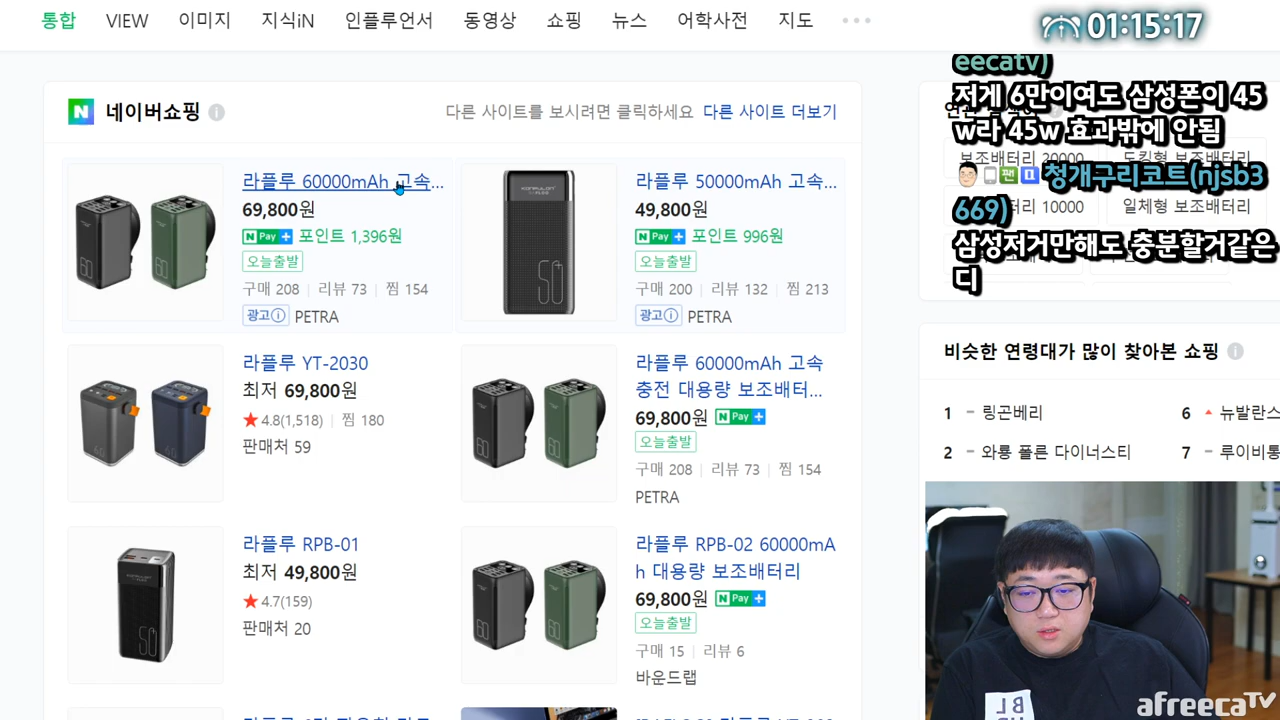 통합 VIEW 이미지 지식iN 인플루언서 동영상 쇼핑 뉴스 어학사전 지도
01:15:17
eecatv)
저게 6만이여도 삼성폰이 45
w라 45w 효과밖에 안됨
팬 청개구리코트(njsb3
669)
삼성저거만해도 충분할거같은
디
N 네이버쇼핑
다른 사이트를 보시려면 클릭하세요 다른 사이트 더보기
라플루 60000mAh 고속...
69,800원
N Pay + 포인트 1,396원
오늘출발
구매 208 리뷰 73 찜 154
광고 PETRA
라플루 50000mAh 고속...
49,800원
N Pay + 포인트 996원
오늘출발
구매 200 리뷰 132 찜 213
광고 PETRA
라플루 YT-2030
최저 69,800원
4.8(1,518) 찜 180
판매처 59
라플루 60000mAh 고속
충전 대용량 보조배터...
69,800원 N Pay +
오늘출발
구매 208 리뷰 73 찜 154
PETRA
라플루 RPB-01
최저 49,800원
4.7(159)
판매처 20
라플루 RPB-02 60000mA
h 대용량 보조배터리
69,800원 N Pay +
오늘출발
구매 15 리뷰 6
바운드랩
보조배터리 20000 도킹형 보조배터리
터리 10000 일체형 보조배터리
비슷한 연령대가 많이 찾아본 쇼핑
1 링곤베리
6 뉴발란스
2 와룡 폴른 다이너스티
7 루이비통
afreecaTV